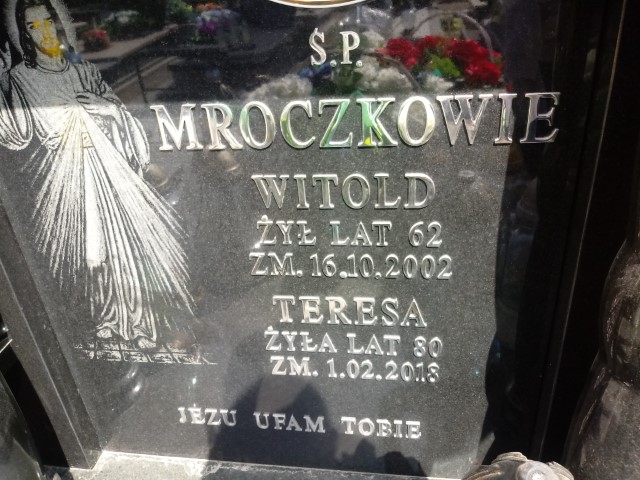 Ś.P.
MROCZKOWIE
WITOLD
ŻYŁ LAT 62
ZM. 16.10.2002
TERESA
ŻYŁA LAT 80
ZM. 1.02.2018
JEZU UFAM TOBIE